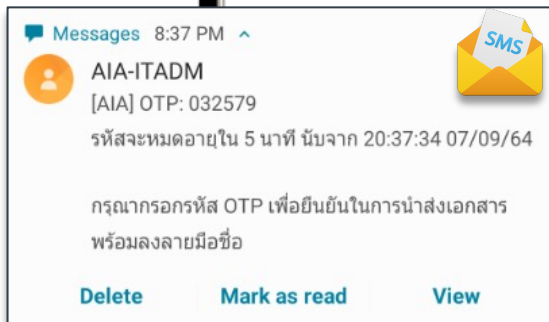 Messages 8:37 PM
SMS
AIA-ITADM
[AIA] OTP: 032579
รหัสจะหมดอายุใน 5 นาที นับจาก 20:37:34 07/09/64
กรุณากรอกรหัส OTP เพื่อยืนยันในการนำส่งเอกสาร
พร้อมลงลายมือชื่อ
Delete Mark as read View